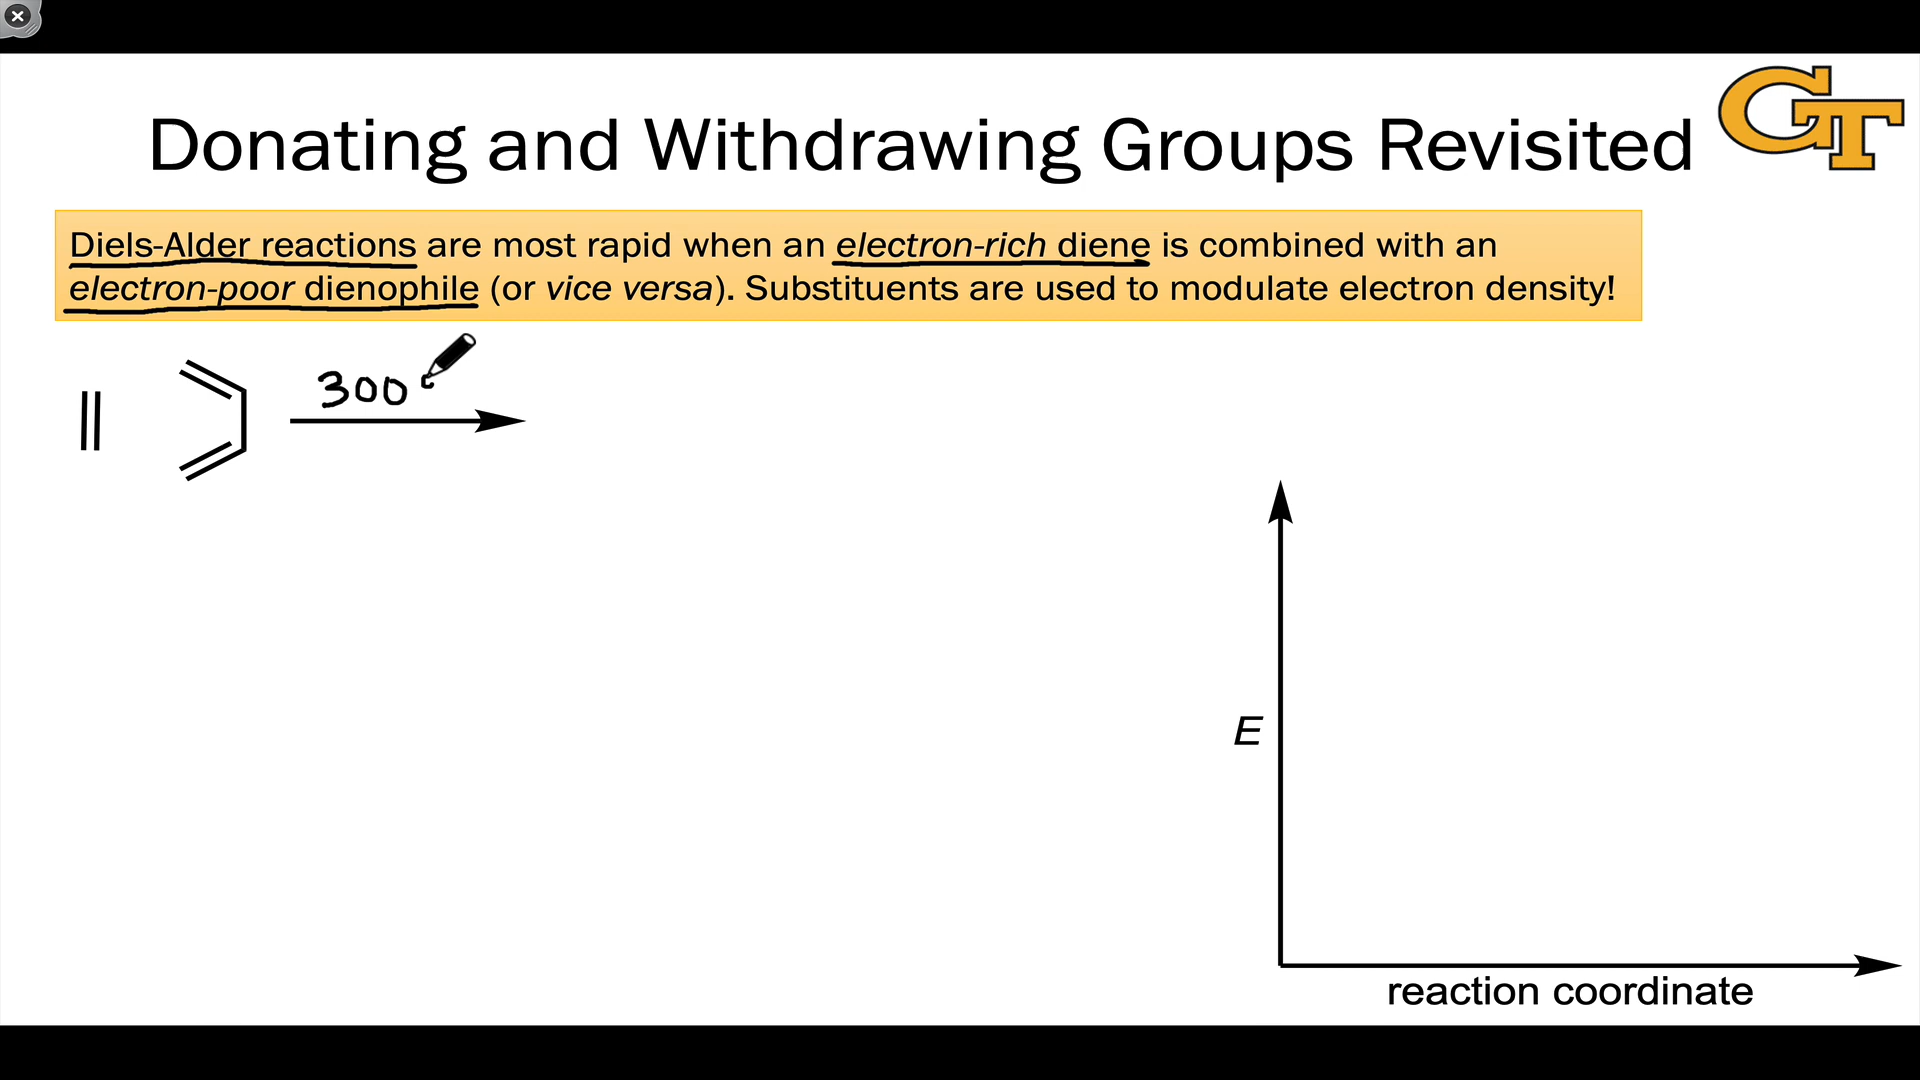 GT
Donating and Withdrawing Groups Revisited
Diels-Alder reactions are most rapid when an electron-rich diene is combined with an
electron-poor dienophile (or vice versa). Substituents are used to modulate electron density!
300
E
reaction coordinate